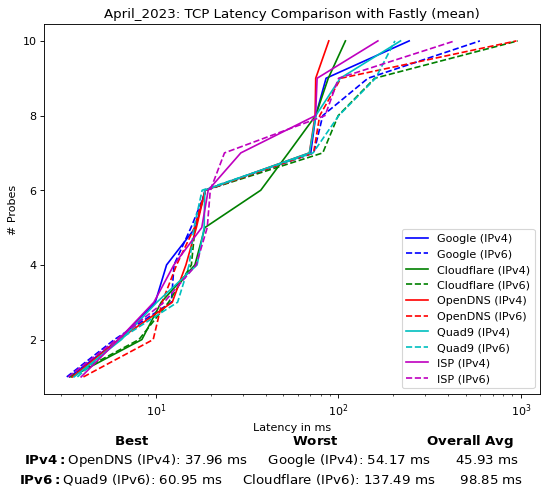 April_2023: TCP Latency Comparison with Fastly (mean)
10
8
6
4
2
# Probes
Google (IPv4)
Google (IPv6)
Cloudflare (IPv4)
Cloudflare (IPv6)
OpenDNS (IPv4)
OpenDNS (IPv6)
Quad9 (IPv4)
Quad9 (IPv6)
ISP (IPv4)
ISP (IPv6)
10¹ 10² 10³
Latency in ms
Best Worst Overall Avg
IPv4: OpenDNS (IPv4): 37.96 ms Google (IPv4): 54.17 ms 45.93 ms
IPv6: Quad9 (IPv6): 60.95 ms Cloudflare (IPv6): 137.49 ms 98.85 ms